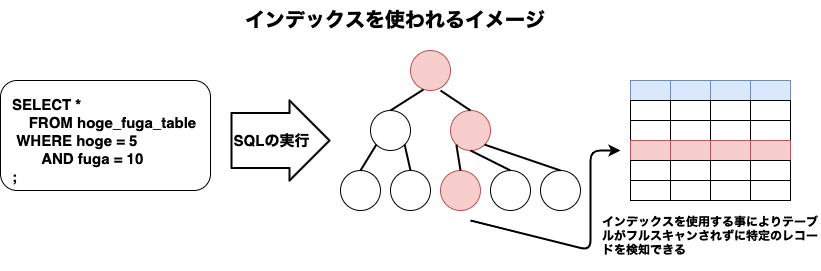 インデックスを使われるイメージ
SELECT *
FROM hoge_fuga_table
WHERE hoge = 5
AND fuga = 10
;
SQLの実行
インデックスを使用する事によりテーブ
ルがフルスキャンされずに特定のレコー
ドを検知できる